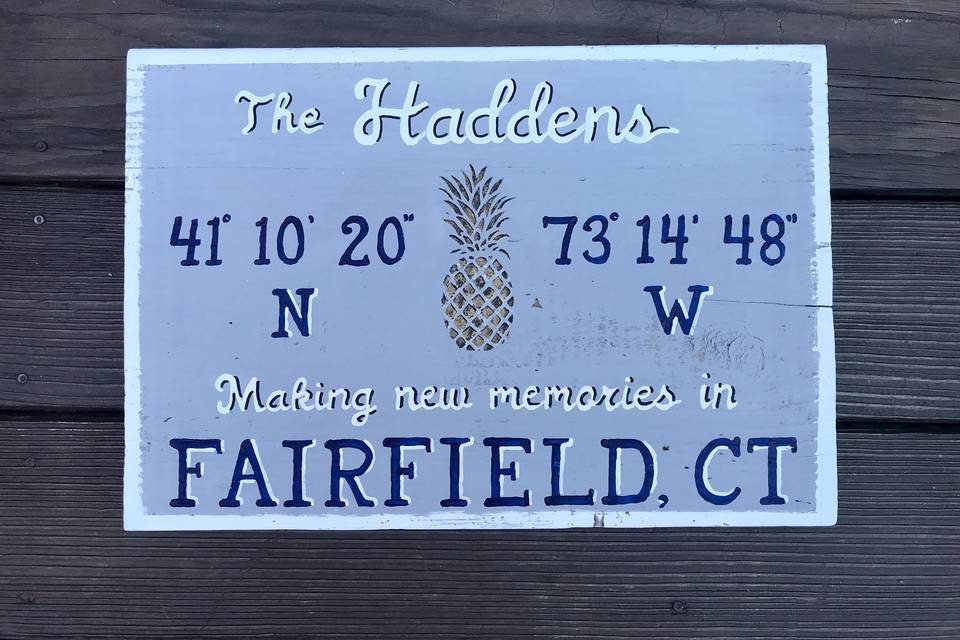 The Haddens
41° 10' 20" 73° 14' 48"
N W
Making new memories in
FAIRFIELD, CT